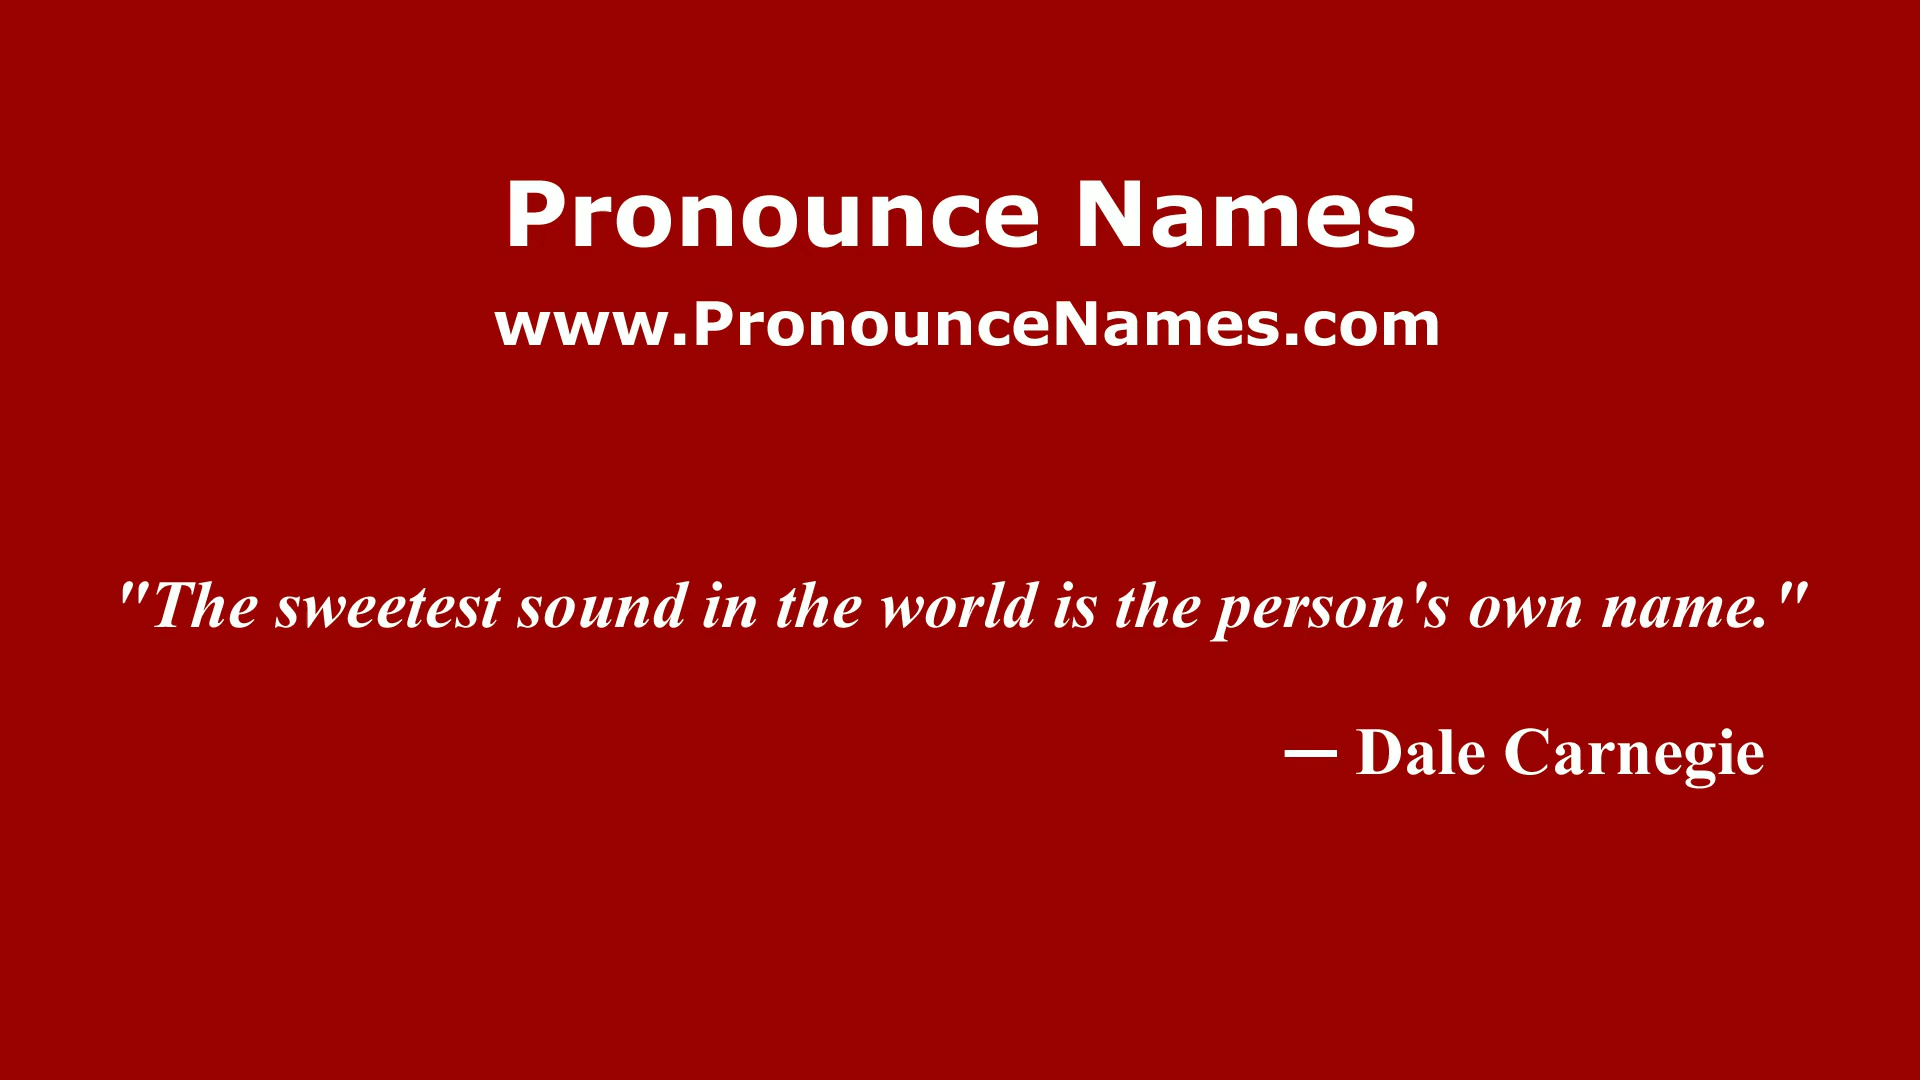 Pronounce Names
www.PronounceNames.com
"The sweetest sound in the world is the person's own name."
— Dale Carnegie